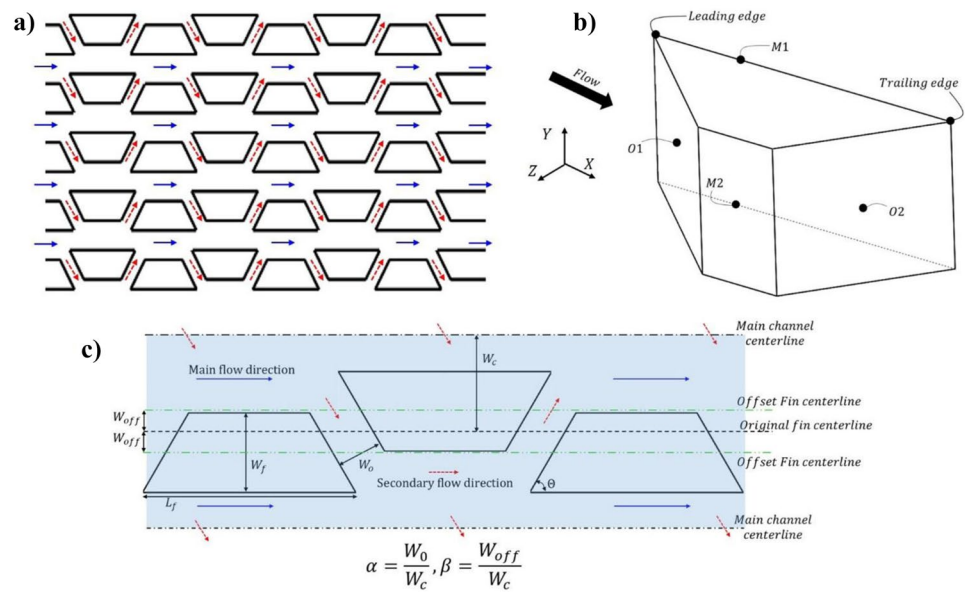 a)
b)
Leading edge
M1
Flow
Trailing edge
Y
X
Z
O1
M2
O2
c)
Main channel
centerline
W_c
Main flow direction
W_off
W_off
Offset Fin centerline
Original fin centerline
Offset Fin centerline
W_f
W_o
Secondary flow direction
Θ
L_f
Main channel
centerline
α = W_0/W_c , β = W_off/W_c